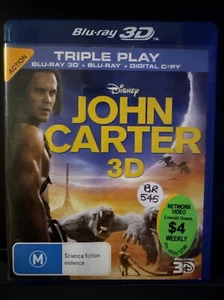 Blu-ray 3D
TRIPLE PLAY
BLU-RAY 3D + BLU-RAY + DIGITAL COPY
ACTION
Disney
JOHN
CARTER
3D
BR
545
NETWORK
VIDEO
$4
WEEKLY
M
Science fiction
violence
3D